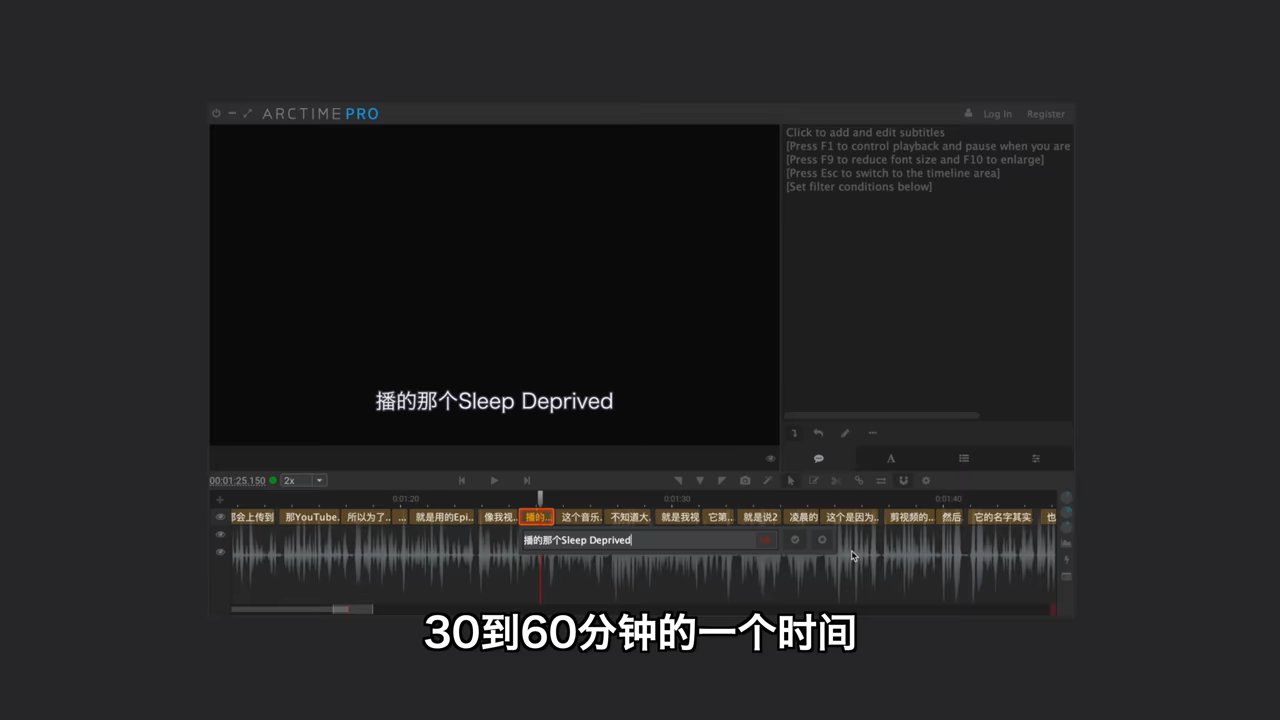 ARCTIME PRO
Log In
Register
Click to add and edit subtitles
[Press F1 to control playback and pause when you are
[Press F9 to reduce font size and F10 to enlarge]
[Press Esc to switch to the timeline area]
[Set filter conditions below]
播的那个Sleep Deprived
00:01:25.150
2x
0:01:20
0:01:30
0:01:40
那会上传到
那YouTube.
所以为了..
...
就是用的Epi..
像我视..
播的..
这个音乐.
不知道大.
就是我视
它第..
就是说2
凌晨的
这个是因为.
剪视频的..
然后
它的名字其实
也
播的那个Sleep Deprived
30到60分钟的一个时间